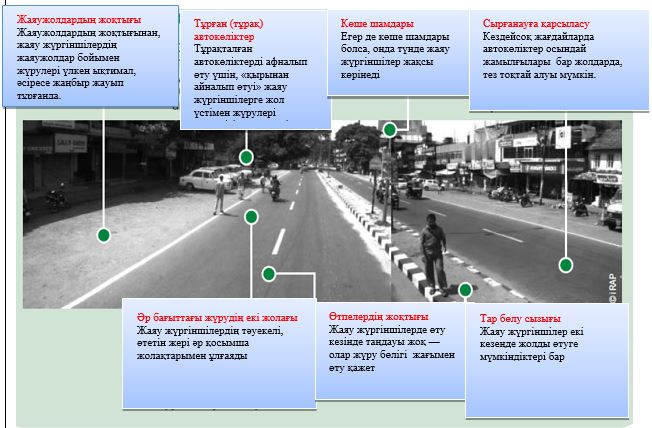 Жаяужолдардың жоқтығы
Жаяужолдардың жоқтығынан,
жаяу жүргіншілердің
жаяужолдар бойымен
жүрулері үлкен ықтимал,
әсіресе жаңбыр жауып
тұрғанда.
Тұрған (тұрақ)
автокөліктер
Тұрақталған
автокөліктерді афналып
өту үшін, «қырынан
айналып өтуі» жаяу
жүргіншілерге жол
үстімен жүрулері
Көше шамдары
Егер де көше шамдары
болса, онда түнде жаяу
жүргіншілер жақсы
көрінеді
Сырғанауға қарсыласу
Кездейсоқ жағдайларда
автокөліктер осындай
жамылғылары бар жолдарда,
тез тоқтай алуы мүмкін.
Әр бағыттағы жүрудің екі жолағы
Жаяу жүргіншілердің тәуекелі,
өтетін жері әр қосымша
жолақтарымен ұлғаяды
Өтпелердің жоқтығы
Жаяу жүргіншілерде өту
кезінде таңдауы жоқ —
олар жүру бөлігі жағымен
өту қажет
Тар бөлу сызығы
Жаяу жүргіншілер екі
кезеңде жолды өтуге
мүмкіндіктері бар
© iRAP